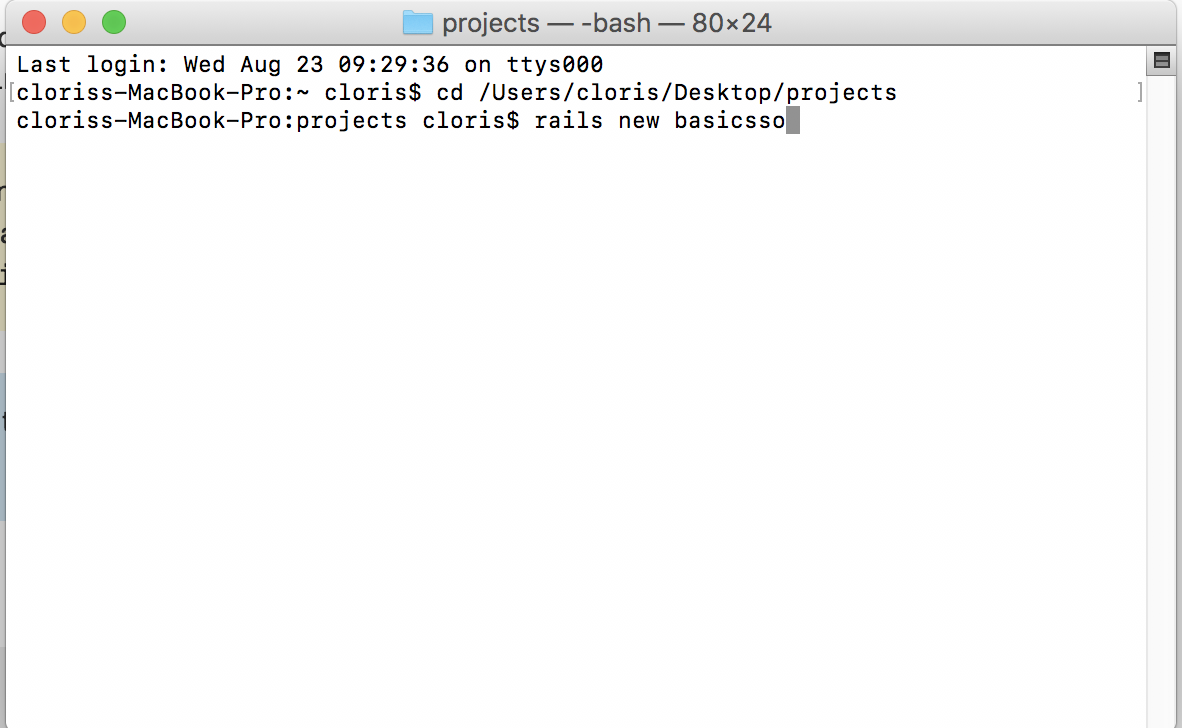 projects — -bash — 80×24
Last login: Wed Aug 23 09:29:36 on ttys000
[cloriss-MacBook-Pro:~ cloris$ cd /Users/cloris/Desktop/projects ]
cloriss-MacBook-Pro:projects cloris$ rails new basicsso